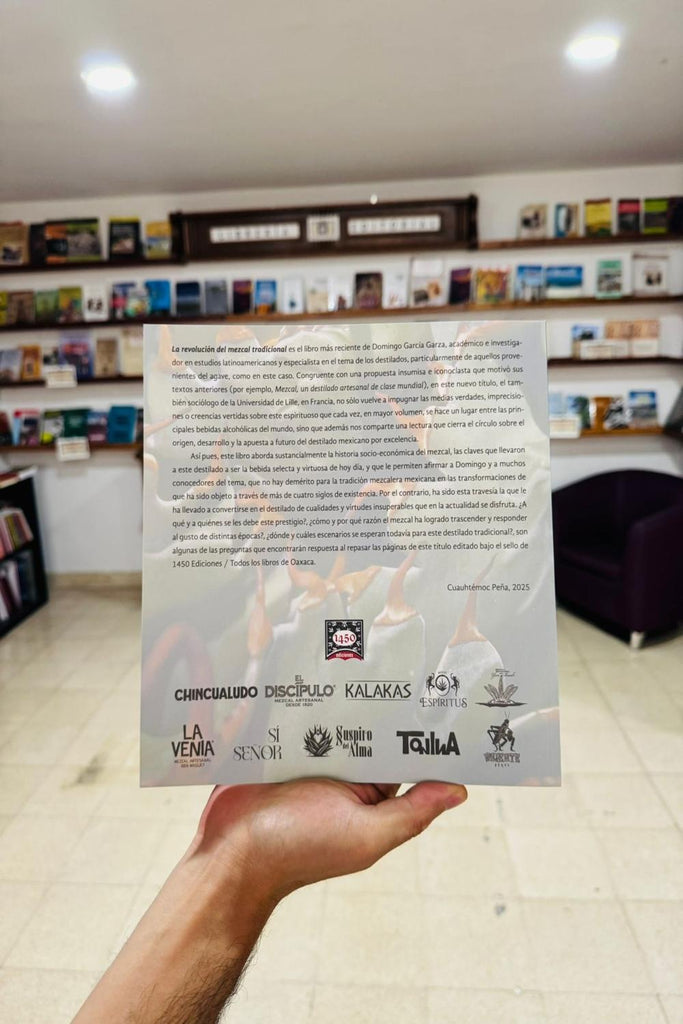 La revolución del mezcal tradicional es el libro más reciente de Domingo García Garza, académico e investiga-
dor en estudios latinoamericanos y especialista en el tema de los destilados, particularmente de aquellos prove-
nientes del agave, como en este caso. Congruente con una propuesta insumisa e iconoclasta que motivó sus
textos anteriores (por ejemplo, Mezcal, un destilado artesanal de clase mundial), en este nuevo título, el tam-
bién sociólogo de la Universidad de Lille, en Francia, no sólo vuelve a impugnar las medias verdades, imprecisio-
nes o creencias vertidas sobre este espirituoso que cada vez, en mayor volumen, se hace un lugar entre las prin-
cipales bebidas alcohólicas del mundo, sino que además nos comparte una lectura que cierra el círculo sobre el
origen, desarrollo y la apuesta a futuro del destilado mexicano por excelencia.
Así pues, este libro aborda sustancialmente la historia socio-económica del mezcal, las claves que llevaron
a este destilado a ser la bebida selecta y virtuosa de hoy día, y que le permiten afirmar a Domingo y a muchos
conocedores del tema, que no hay demérito para la tradición mezcalera mexicana en las transformaciones de
que ha sido objeto a través de más de cuatro siglos de existencia. Por el contrario, ha sido esta travesía la que le
ha llevado a convertirse en el destilado de cualidades y virtudes insuperables que en la actualidad se disfruta. ¿A
qué y a quiénes se les debe este prestigio?, ¿cómo y por qué razón el mezcal ha logrado trascender y responder
al gusto de distintas épocas?, ¿dónde y cuáles escenarios se esperan todavía para este destilado tradicional?, son
algunas de las preguntas que encontrarán respuesta al repasar las páginas de este título editado bajo el sello de
1450 Ediciones / Todos los libros de Oaxaca.
Cuauhtémoc Peña, 2025
1450
ediciones
CHINCUALUDO
EL
DISCÍPULO
MEZCAL ARTESANAL
DESDE 1820
KALAKAS
ESPÍRITUS
LA
VENIA
MEZCAL ARTESANAL
SÍ
SEÑOR
Suspiro
del Alma